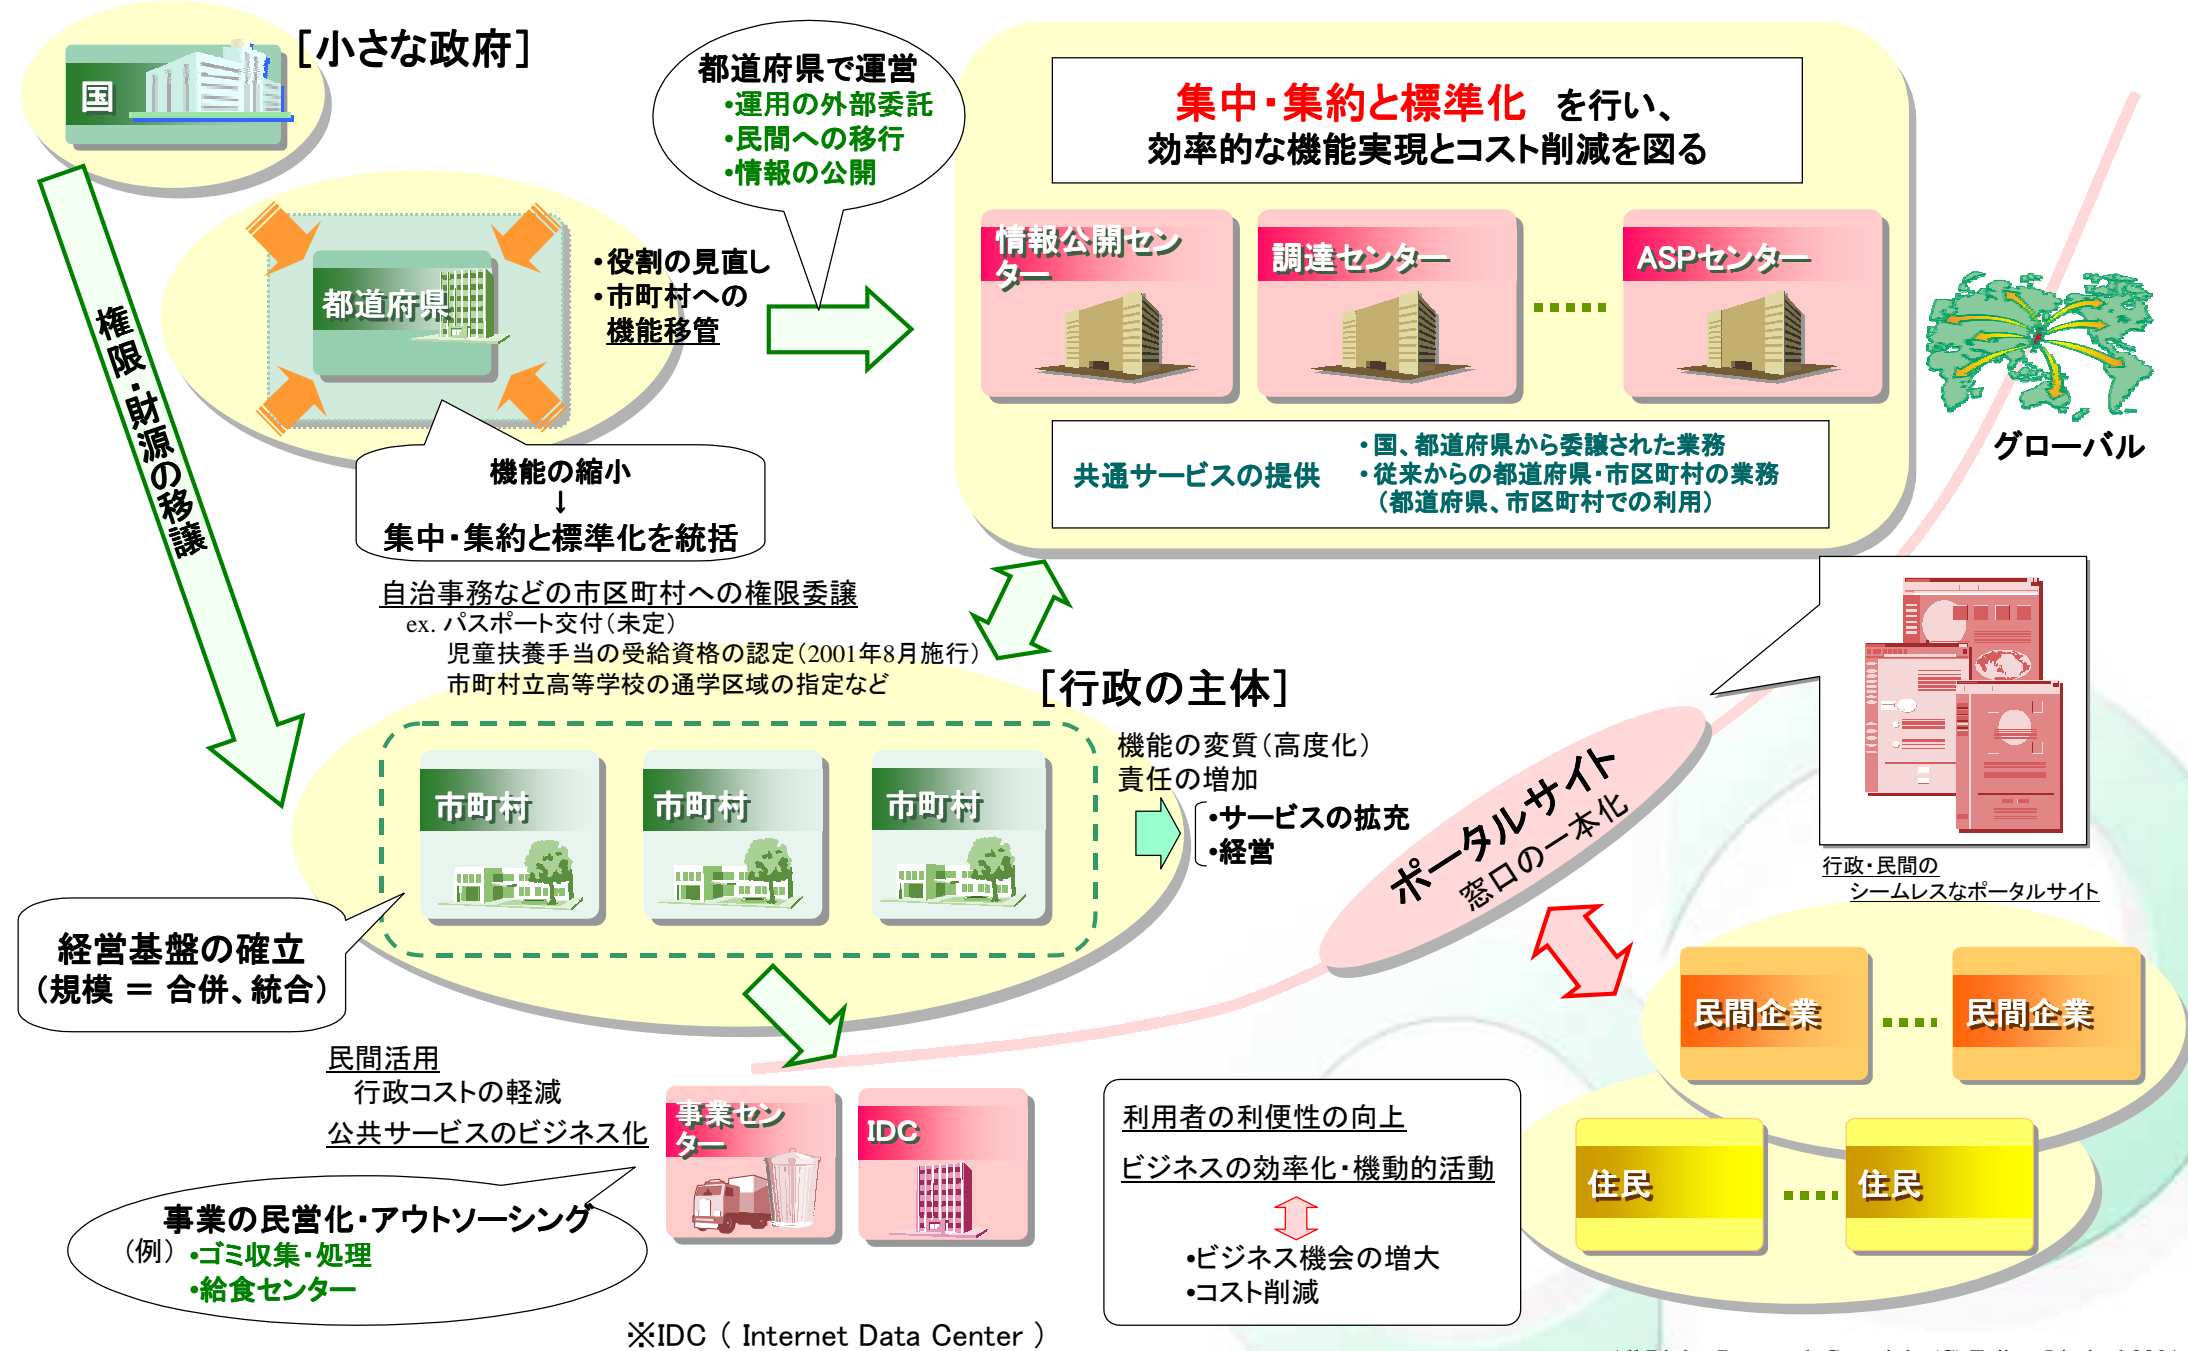 国
［小さな政府］
都道府県で運営
・運用の外部委託
・民間への移行
・情報の公開
集中・集約と標準化　を行い、
効率的な機能実現とコスト削減を図る
都道府県
・役割の見直し
・市町村への
機能移管
情報公開セン
ター
調達センター
ASPセンター
グローバル
権限・財源の移譲
機能の縮小
↓
集中・集約と標準化を統括
共通サービスの提供
・国、都道府県から委譲された業務
・従来からの都道府県・市区町村の業務
（都道府県、市区町村での利用）
自治事務などの市区町村への権限委譲
ex. パスポート交付（未定）
児童扶養手当の受給資格の認定（2001年8月施行）
市町村立高等学校の通学区域の指定など
［行政の主体］
機能の変質（高度化）
責任の増加
・サービスの拡充
・経営
市町村
市町村
市町村
ポータルサイト
窓口の一本化
行政・民間の
シームレスなポータルサイト
経営基盤の確立
（規模 ＝ 合併、統合）
民間企業
民間企業
民間活用
行政コストの軽減
公共サービスのビジネス化
事業セン
ター
IDC
利用者の利便性の向上
ビジネスの効率化・機動的活動
•ビジネス機会の増大
•コスト削減
住民
住民
事業の民営化・アウトソーシング
（例）•ゴミ収集・処理
•給食センター
※IDC（ Internet Data Center ）